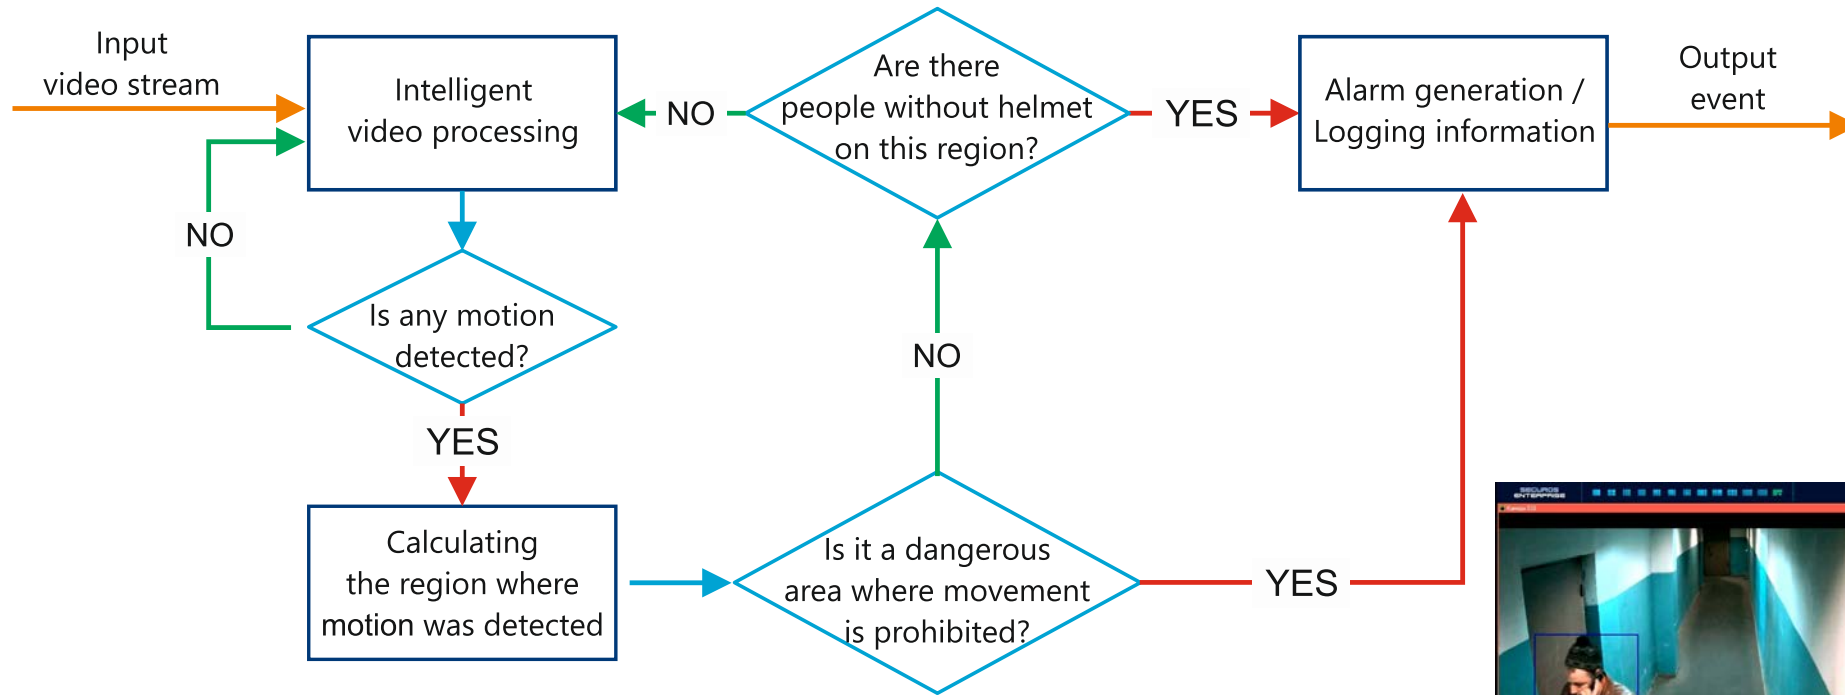 Input
video stream
Intelligent
video processing
NO
Are there
people without helmet
on this region?
YES
Alarm generation /
Logging information
Output
event
NO
Is any motion
detected?
YES
NO
Calculating
the region where
motion was detected
Is it a dangerous
area where movement
is prohibited?
YES
SECUROS
ENTERPRISE